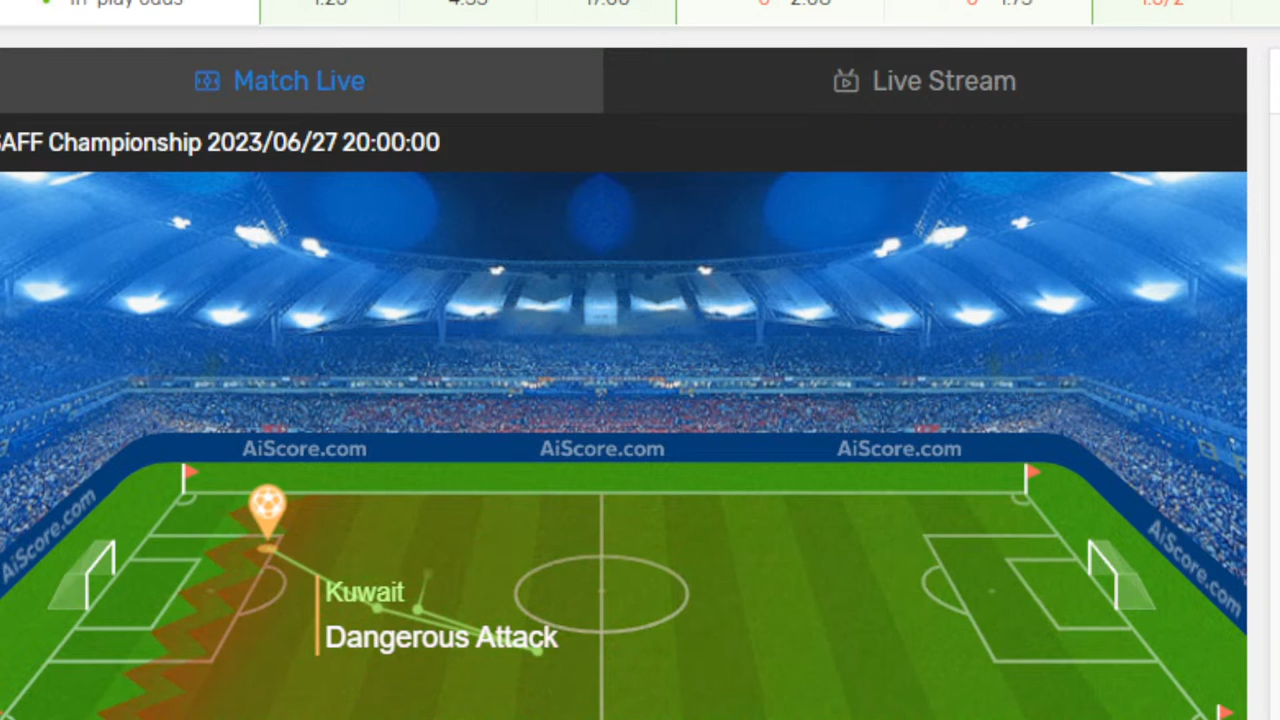 Match Live
Live Stream
SAFF Championship 2023/06/27 20:00:00
AiScore.com AiScore.com AiScore.com
AiScore.com
AiScore.com
Kuwait
Dangerous Attack